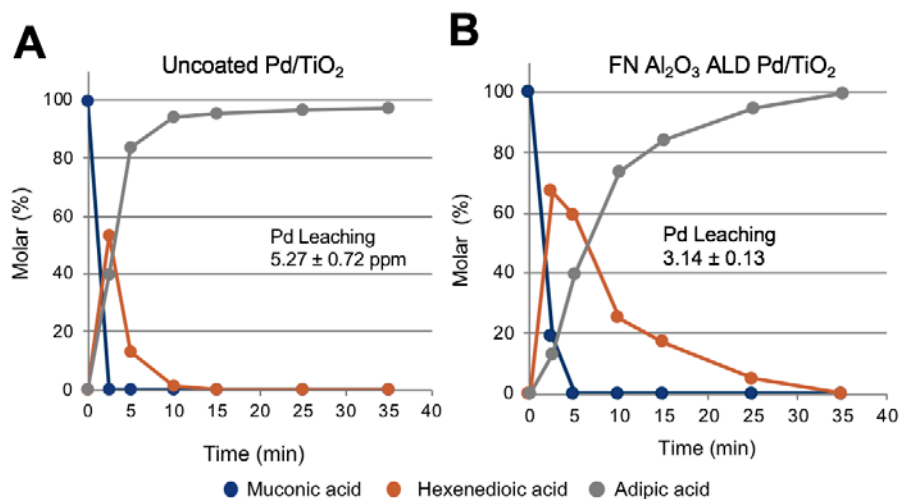 A
Uncoated Pd/TiO₂
100
80
60
40
20
0
Molar (%)
Pd Leaching
5.27 ± 0.72 ppm
0 5 10 15 20 25 30 35 40
Time (min)
B
FN Al₂O₃ ALD Pd/TiO₂
100
80
60
40
20
0
Molar (%)
Pd Leaching
3.14 ± 0.13
0 5 10 15 20 25 30 35 40
Time (min)
Muconic acid Hexenedioic acid Adipic acid